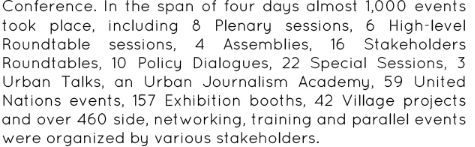 Conference. In the span of four days almost 1,000 events
took place, including 8 Plenary sessions, 6 High-level
Roundtable sessions, 4 Assemblies, 16 Stakeholders
Roundtables, 10 Policy Dialogues, 22 Special Sessions, 3
Urban Talks, an Urban Journalism Academy, 59 United
Nations events, 157 Exhibition booths, 42 Village projects
and over 460 side, networking, training and parallel events
were organized by various stakeholders.